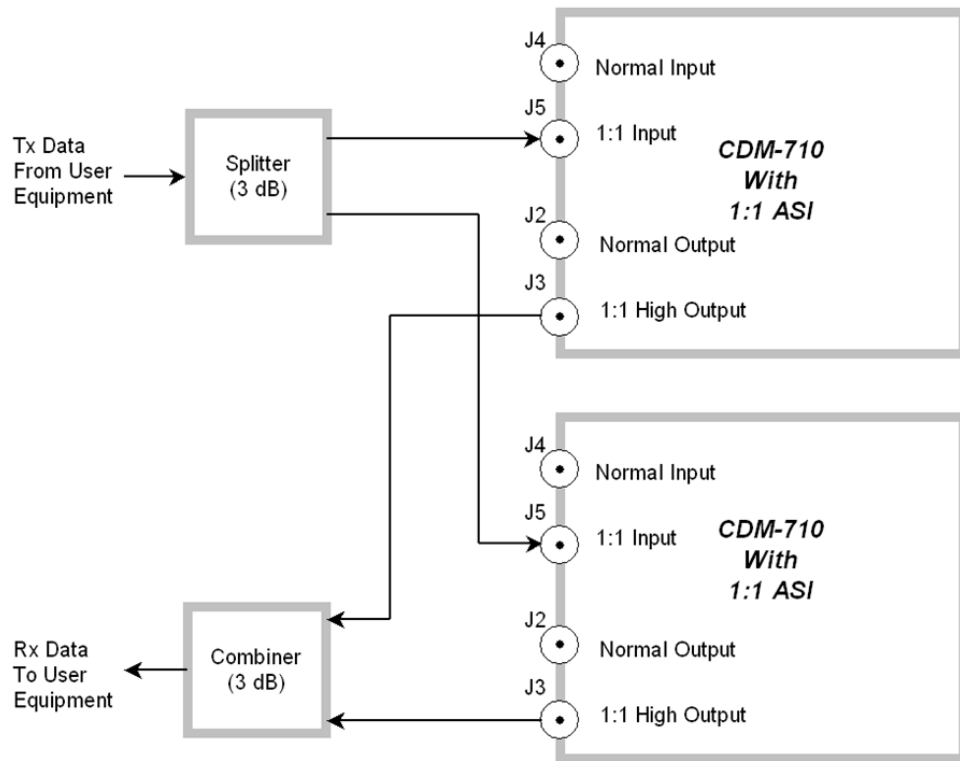 Tx Data
From User
Equipment
Splitter
(3 dB)
J4
Normal Input
J5
1:1 Input
CDM-710
With
1:1 ASI
J2
Normal Output
J3
1:1 High Output
J4
Normal Input
J5
1:1 Input
CDM-710
With
1:1 ASI
J2
Normal Output
J3
1:1 High Output
Rx Data
To User
Equipment
Combiner
(3 dB)